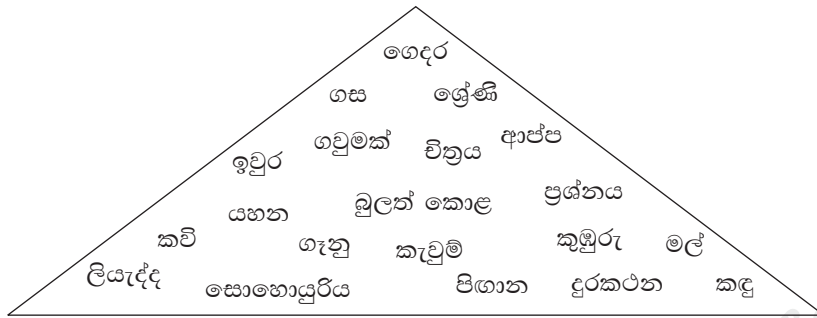 ගෙදර
ගස ශ්‍රේණි
ගවුමක් චිත්‍රය ආප්ප
ඉවුර
බුලත් කොළ ප්‍රශ්නය
යහන
කවි ගෑනු කැවුම් කුඹුරු මල්
ලියැද්ද සොහොයුරිය පිඟාන දුරකථන කඳු